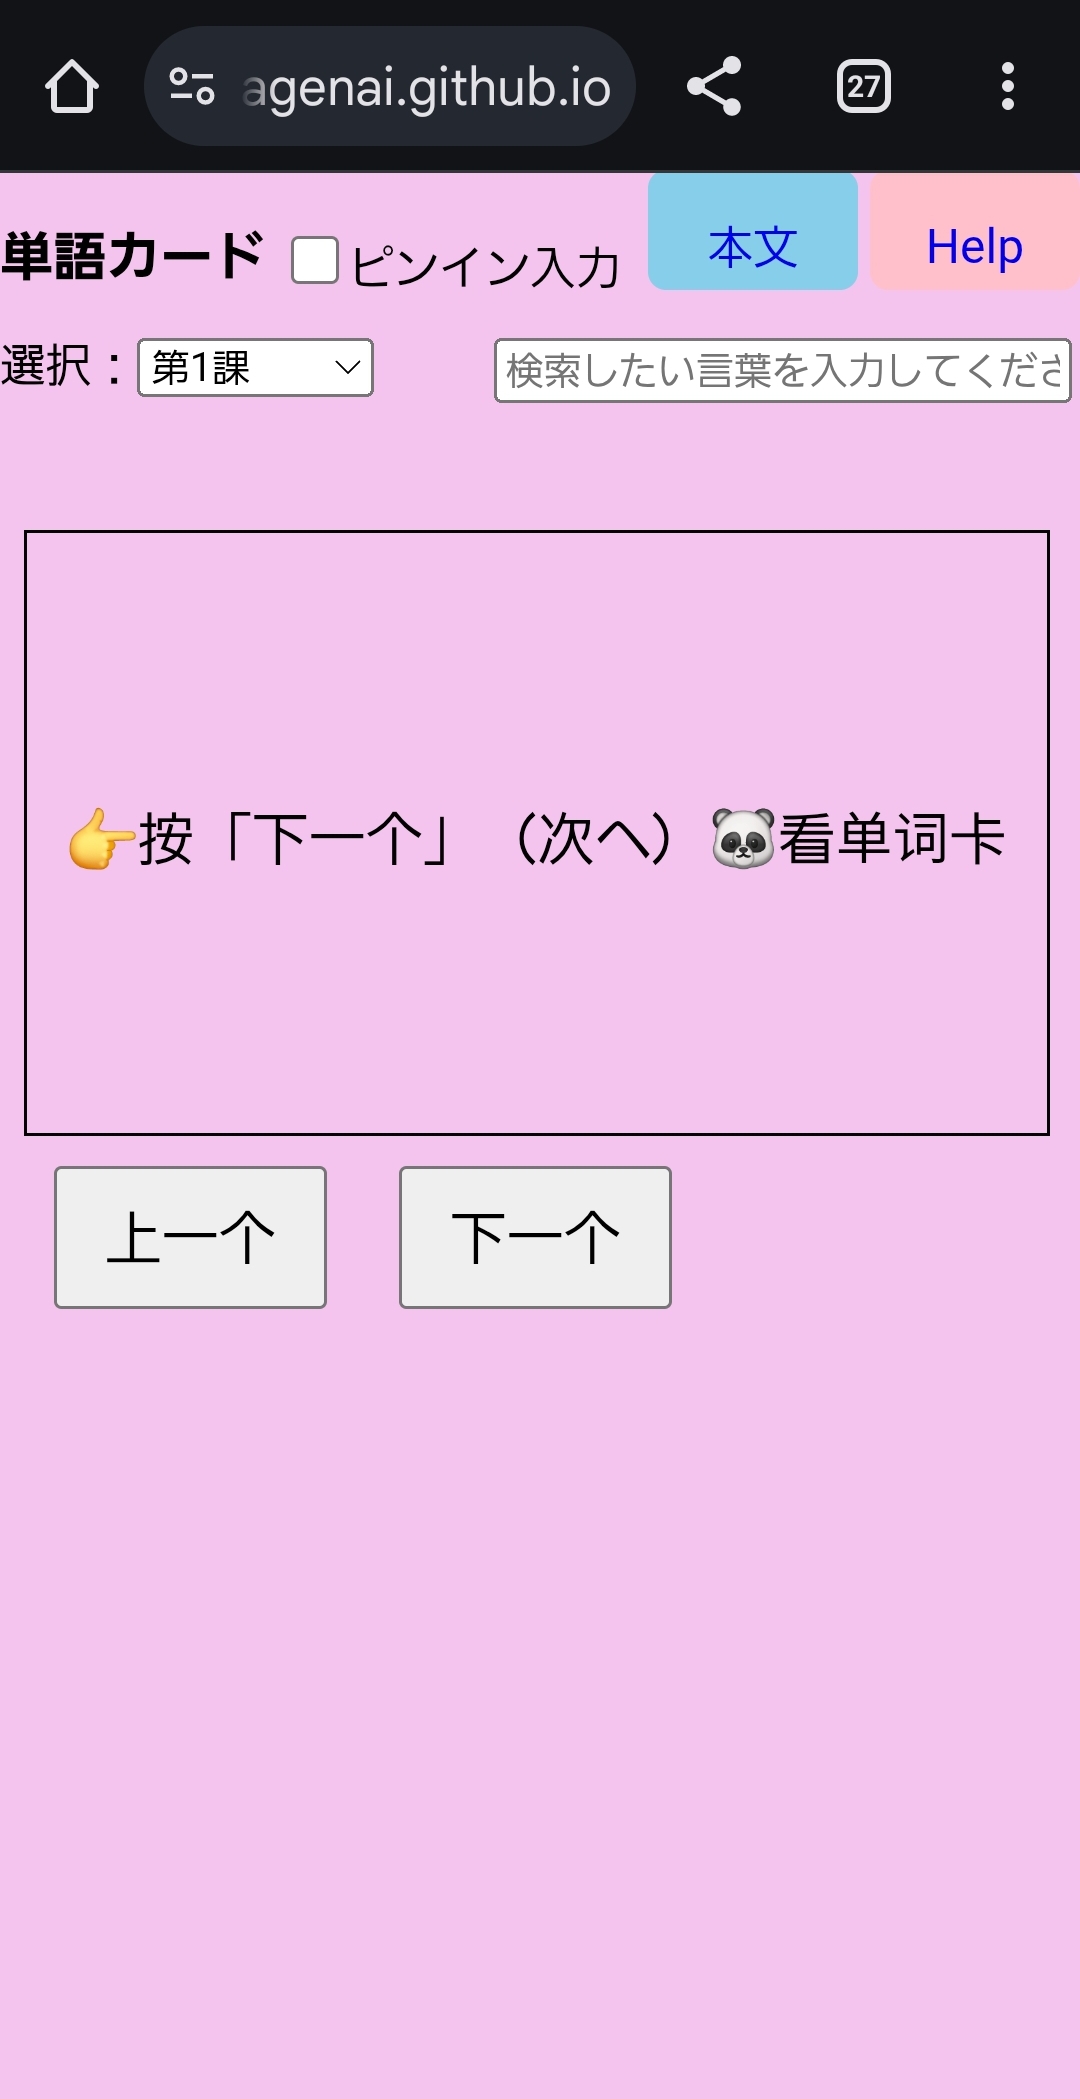 agenai.github.io
27
単語カード ピンイン入力 本文 Help
選択：第1課 検索したい言葉を入力してくださ
👉按「下一个」（次へ）🐼看单词卡
上一个 下一个